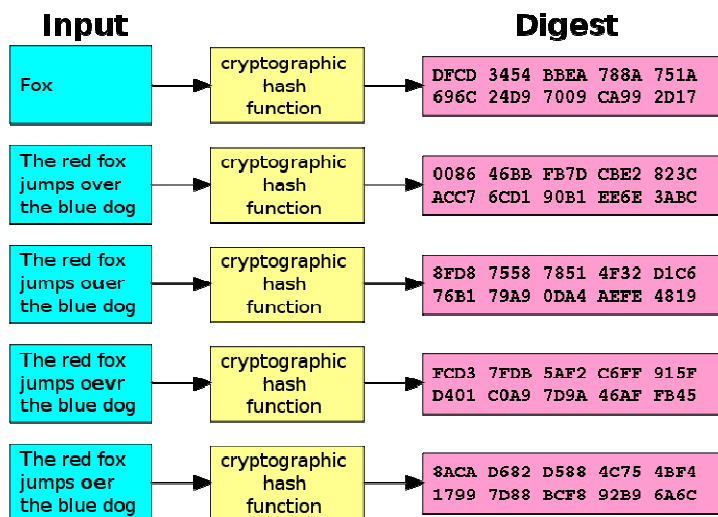 Input
Digest
Fox
cryptographic
hash
function
DFCD 3454 BBEA 788A 751A
696C 24D9 7009 CA99 2D17
The red fox
jumps over
the blue dog
cryptographic
hash
function
0086 46BB FB7D CBE2 823C
ACC7 6CD1 90B1 EE6E 3ABC
The red fox
jumps ouer
the blue dog
cryptographic
hash
function
8FD8 7558 7851 4F32 D1C6
76B1 79A9 0DA4 AEFE 4819
The red fox
jumps oevr
the blue dog
cryptographic
hash
function
FCD3 7FDB 5AF2 C6FF 915F
D401 C0A9 7D9A 46AF FB45
The red fox
jumps oer
the blue dog
cryptographic
hash
function
8ACA D682 D588 4C75 4BF4
1799 7D88 BCF8 92B9 6A6C